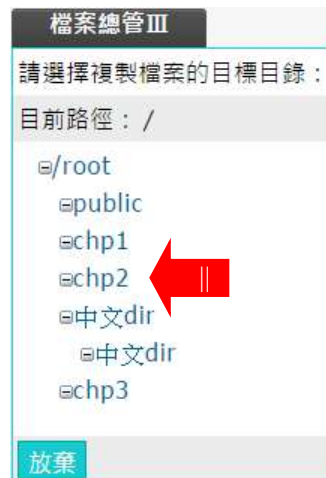 檔案總管Ⅲ
請選擇複製檔案的目標目錄：
目前路徑：/
/root
public
chp1
chp2
中文dir
中文dir
chp3
放棄